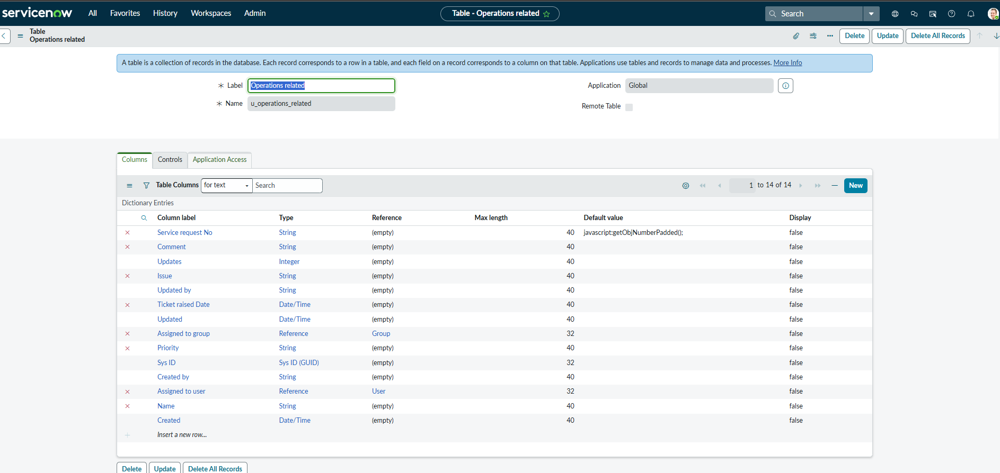 servicenow All Favorites History Workspaces Admin Table - Operations related Search
Table
Operations related
Delete Update Delete All Records
A table is a collection of records in the database. Each record corresponds to a row in a table, and each field on a record corresponds to a column on that table. Applications use tables and records to manage data and processes. More Info
Label Operations related Application Global
Name u_operations_related
Remote Table
Columns Controls Application Access
Table Columns for text Search 1 to 14 of 14 New
Dictionary Entries
Column label Type Reference Max length Default value Display
Service request No String (empty) 40 javascript:getObjNumberPadded(); false
Comment String (empty) 40 false
Updates Integer (empty) 40 false
Issue String (empty) 40 false
Updated by String (empty) 40 false
Ticket raised Date Date/Time (empty) 40 false
Updated Date/Time (empty) 40 false
Assigned to group Reference Group 32 false
Priority String (empty) 40 false
Sys ID Sys ID (GUID) (empty) 32 false
Created by String (empty) 40 false
Assigned to user Reference User 32 false
Name String (empty) 40 false
Created Date/Time (empty) 40 false
Insert a new row...
Delete Update Delete All Records